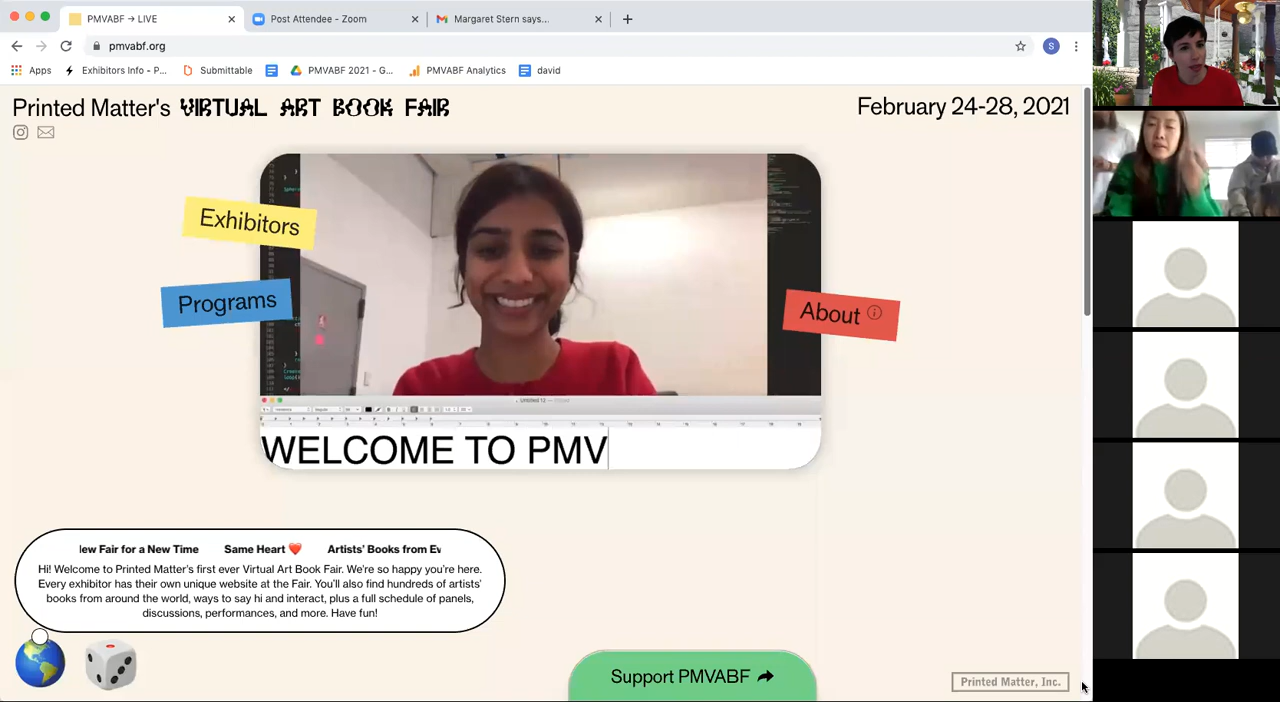 PMVABF → LIVE
Post Attendee - Zoom
Margaret Stern says...
pmvabf.org
S
Apps
Exhibitors Info - P...
Submittable
PMVABF 2021 - G...
PMVABF Analytics
david
Printed Matter's VIRTUAL ART BOOK FAIR
February 24-28, 2021
Exhibitors
Programs
About
WELCOME TO PMV
lew Fair for a New Time Same Heart ❤️ Artists' Books from Ev
Hi! Welcome to Printed Matter's first ever Virtual Art Book Fair. We're so happy you're here.
Every exhibitor has their own unique website at the Fair. You'll also find hundreds of artists'
books from around the world, ways to say hi and interact, plus a full schedule of panels,
discussions, performances, and more. Have fun!
Support PMVABF
Printed Matter, Inc.